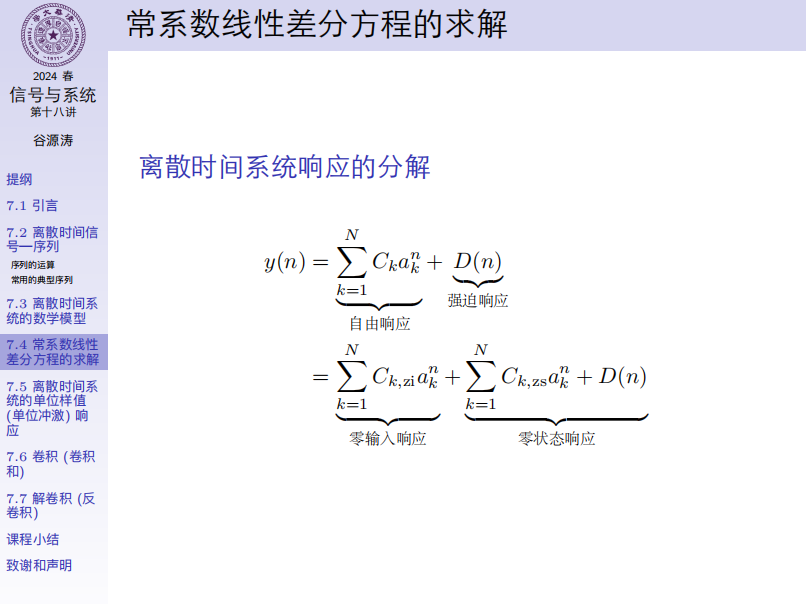 常系数线性差分方程的求解
2024 春
信号与系统
第十八讲
谷源涛
提纲
7.1 引言
7.2 离散时间信
号—序列
序列的运算
常用的典型序列
7.3 离散时间系
统的数学模型
7.4 常系数线性
差分方程的求解
7.5 离散时间系
统的单位样值
(单位冲激) 响
应
7.6 卷积 (卷积
和)
7.7 解卷积 (反
卷积)
课程小结
致谢和声明
离散时间系统响应的分解
y(n) = \underbrace{\sum_{k=1}^{N} C_k a_k^n}_{自由响应} + \underbrace{D(n)}_{强迫响应}
= \underbrace{\sum_{k=1}^{N} C_{k,zi} a_k^n}_{零输入响应} + \underbrace{\sum_{k=1}^{N} C_{k,zs} a_k^n + D(n)}_{零状态响应}